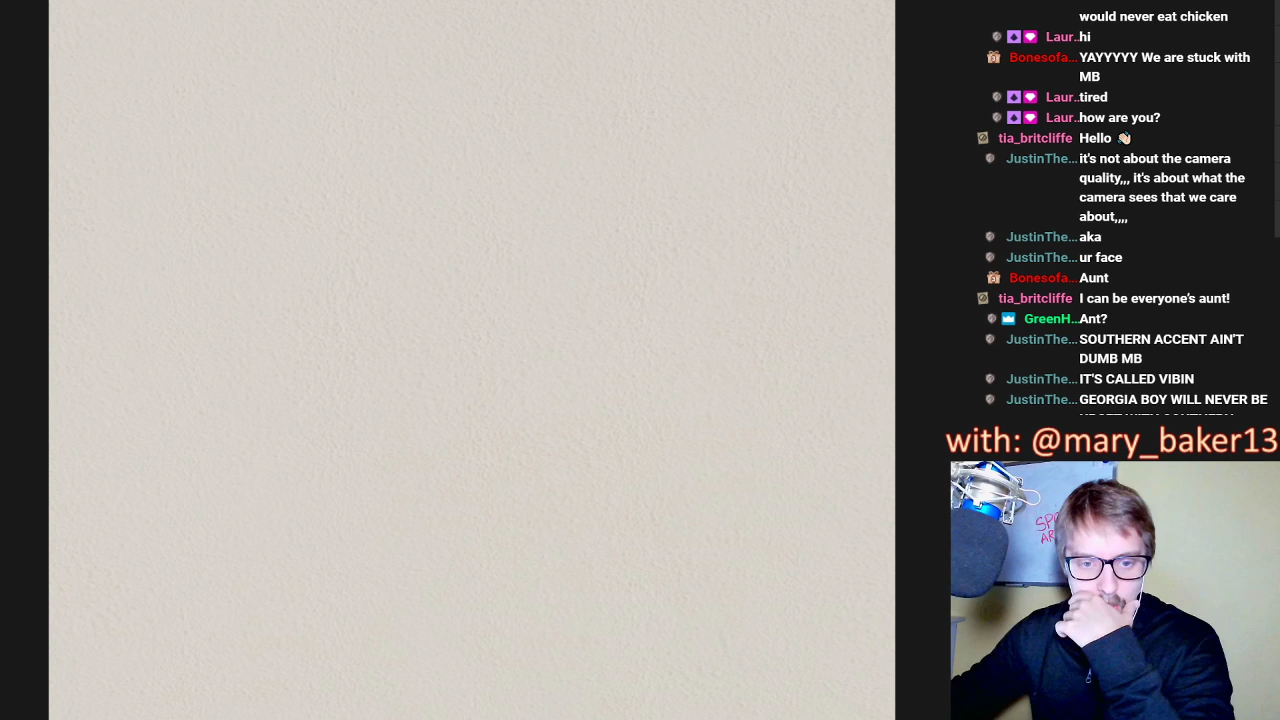 would never eat chicken
Laur.. hi
Bonesofa... YAYYYYY We are stuck with
MB
Laur.. tired
Laur.. how are you?
tia_britcliffe Hello 👋🏻
JustinThe... it's not about the camera
quality,,, it's about what the
camera sees that we care
about,,,,
JustinThe... aka
JustinThe... ur face
Bonesofa... Aunt
tia_britcliffe I can be everyone's aunt!
GreenH... Ant?
JustinThe... SOUTHERN ACCENT AIN'T
DUMB MB
JustinThe... IT'S CALLED VIBIN
JustinThe... GEORGIA BOY WILL NEVER BE
with: @mary_baker13